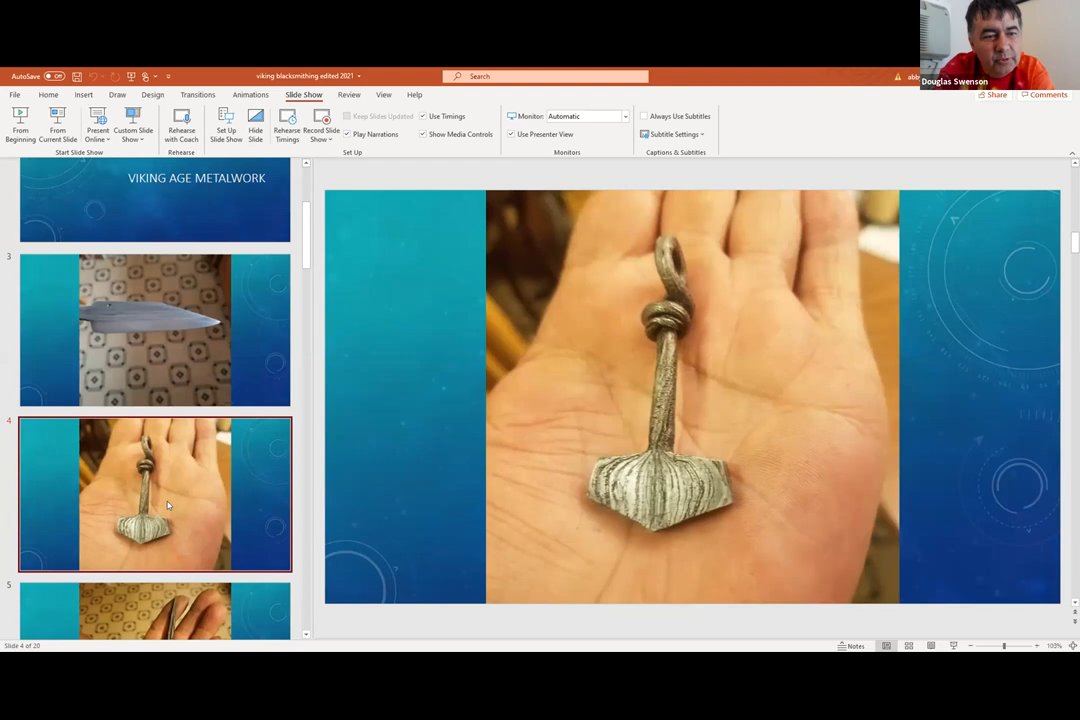 AutoSave Off
viking blacksmithing edited 2021
Search
Douglas Swenson
File Home Insert Draw Design Transitions Animations Slide Show Review View Help
Share Comments
From Beginning
From Current Slide
Present Online
Custom Slide Show
Rehearse with Coach
Set Up Slide Show
Hide Slide
Rehearse Timings
Record Slide Show
Keep Slides Updated
Play Narrations
Use Timings
Show Media Controls
Monitor: Automatic
Use Presenter View
Always Use Subtitles
Subtitle Settings
Start Slide Show Rehearse Set Up Monitors Captions & Subtitles
VIKING AGE METALWORK
3
4
5
Slide 4 of 20
Notes
103%